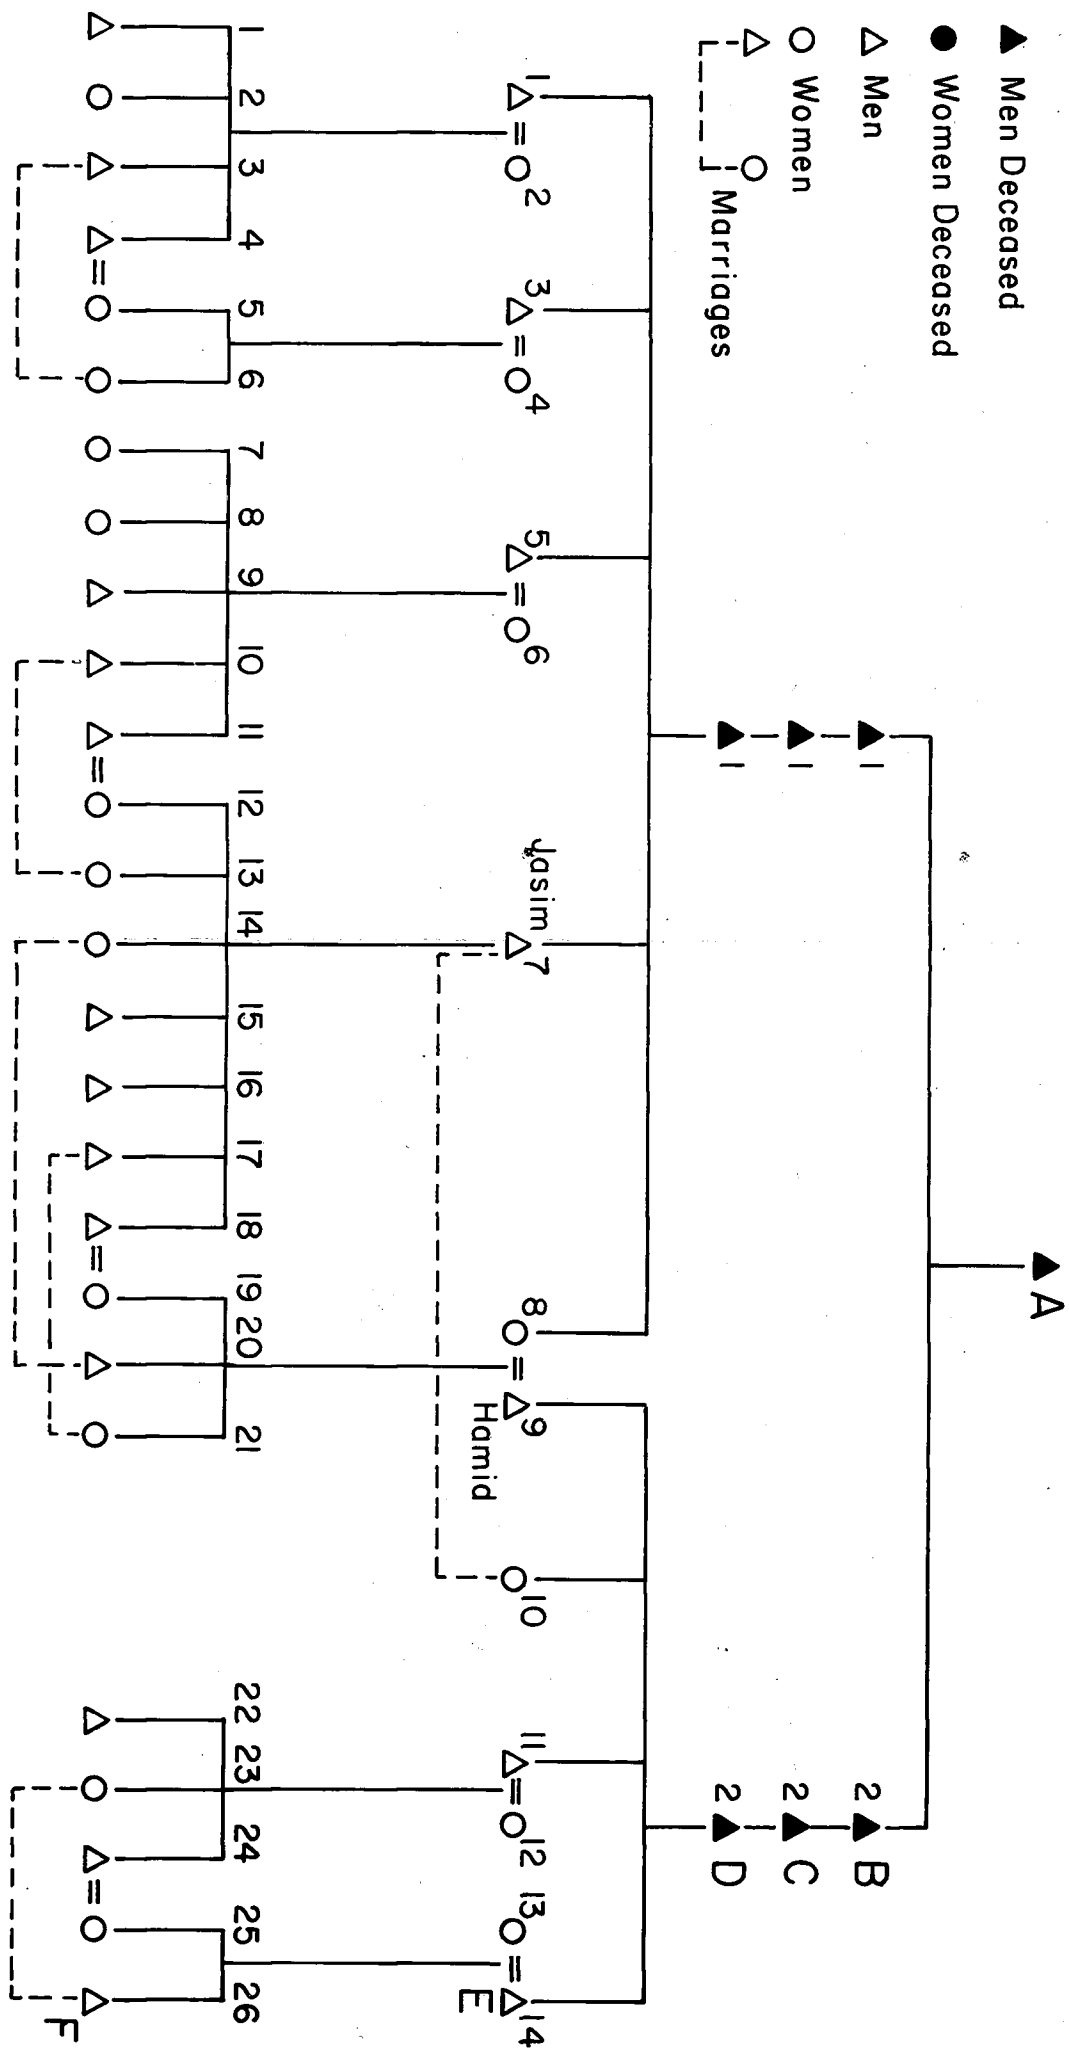 Men Deceased
Women Deceased
Men
Women
Marriages
A
1
2
B
1
2
C
1
2
D
1 = 2
3 = 4
5 = 6
Jasim
7
8 = 9
Hamid
10
11 = 12
13 = 14
E
1 2 3 4 5 6 7 8 9 10 11 12 13 14 15 16 17 18 19 20 21 22 23 24 25 26
= = = =
F